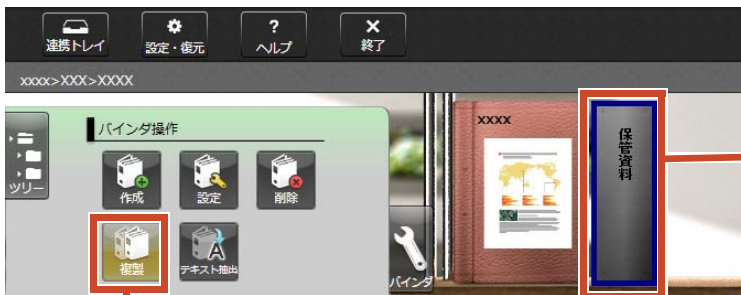 連携トレイ
設定・復元
?
ヘルプ
×
終了
xxxx>XXX>XXXX
ツリー
バインダ操作
作成
設定
削除
複製
A
テキスト抽出
バインダ
xxxx
保管資料